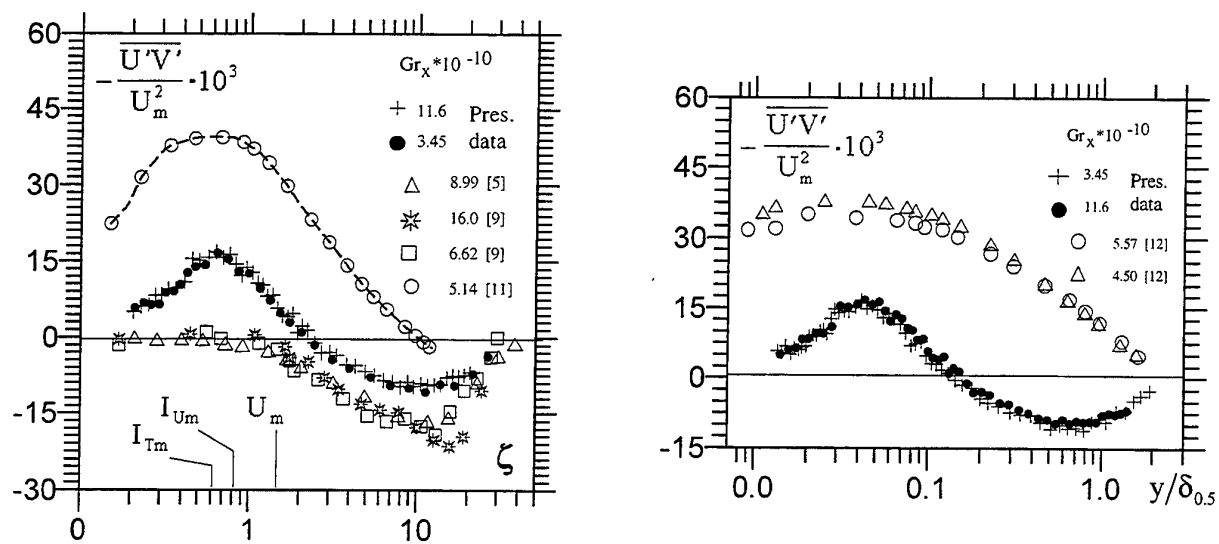 60
45
30
15
0
-15
-30
0
1
10
ζ
- U'V' / U_m^2 ·10^3
Gr_X*10^-10
11.6 Pres.
3.45 data
8.99 [5]
16.0 [9]
6.62 [9]
5.14 [11]
I_Tm
I_Um
U_m
60
45
30
15
0
-15
0.0
0.1
1.0
y/δ_0.5
- U'V' / U_m^2 ·10^3
Gr_X*10^-10
3.45 Pres.
11.6 data
5.57 [12]
4.50 [12]